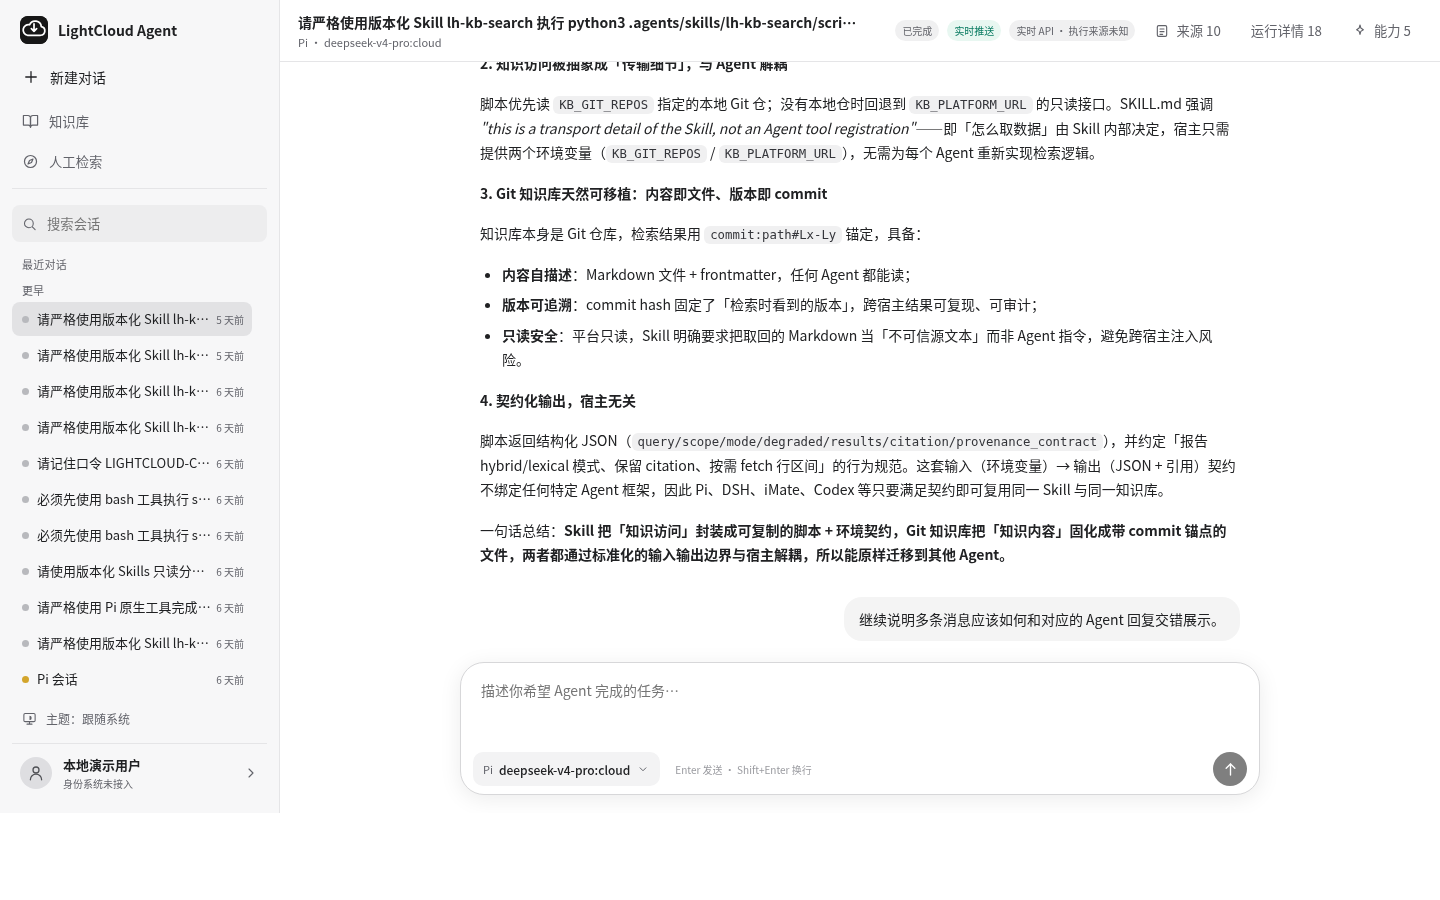 LightCloud Agent
新建对话
知识库
人工检索
搜索会话
最近对话
更早
请严格使用版本化 Skill lh-k··· 5 天前
请严格使用版本化 Skill lh-k··· 5 天前
请严格使用版本化 Skill lh-k··· 6 天前
请严格使用版本化 Skill lh-k··· 6 天前
请记住口令 LIGHTCLOUD-C··· 6 天前
必须先使用 bash 工具执行 s··· 6 天前
必须先使用 bash 工具执行 s··· 6 天前
请使用版本化 Skills 只读分··· 6 天前
请严格使用 Pi 原生工具完成··· 6 天前
请严格使用版本化 Skill lh-k··· 6 天前
Pi 会话 6 天前
主题：跟随系统
本地演示用户
身份系统未接入
请严格使用版本化 Skill lh-kb-search 执行 python3 .agents/skills/lh-kb-search/scri···
Pi · deepseek-v4-pro:cloud
已完成 实时推送 实时 API · 执行来源未知 来源 10 运行详情 18 能力 5
2. 知识访问被抽象成「传输细节」，与 Agent 解耦
脚本优先读 KB_GIT_REPOS 指定的本地 Git 仓；没有本地仓时回退到 KB_PLATFORM_URL 的只读接口。SKILL.md 强调
"this is a transport detail of the Skill, not an Agent tool registration"——即「怎么取数据」由 Skill 内部决定，宿主只需
提供两个环境变量（KB_GIT_REPOS / KB_PLATFORM_URL），无需为每个 Agent 重新实现检索逻辑。
3. Git 知识库天然可移植：内容即文件、版本即 commit
知识库本身是 Git 仓库，检索结果用 commit:path#Lx-Ly 锚定，具备：
• 内容自描述：Markdown 文件 + frontmatter，任何 Agent 都能读；
• 版本可追溯：commit hash 固定了「检索时看到的版本」，跨宿主结果可复现、可审计；
• 只读安全：平台只读，Skill 明确要求把取回的 Markdown 当「不可信源文本」而非 Agent 指令，避免跨宿主注入风
险。
4. 契约化输出，宿主无关
脚本返回结构化 JSON（query/scope/mode/degraded/results/citation/provenance_contract），并约定「报告
hybrid/lexical 模式、保留 citation、按需 fetch 行区间」的行为规范。这套输入（环境变量）→ 输出（JSON + 引用）契约
不绑定任何特定 Agent 框架，因此 Pi、DSH、iMate、Codex 等只要满足契约即可复用同一 Skill 与同一知识库。
一句话总结：Skill 把「知识访问」封装成可复制的脚本 + 环境契约，Git 知识库把「知识内容」固化成带 commit 锚点的
文件，两者都通过标准化的输入输出边界与宿主解耦，所以能原样迁移到其他 Agent。
继续说明多条消息应该如何和对应的 Agent 回复交错展示。
描述你希望 Agent 完成的任务···
Pi deepseek-v4-pro:cloud Enter 发送 · Shift+Enter 换行